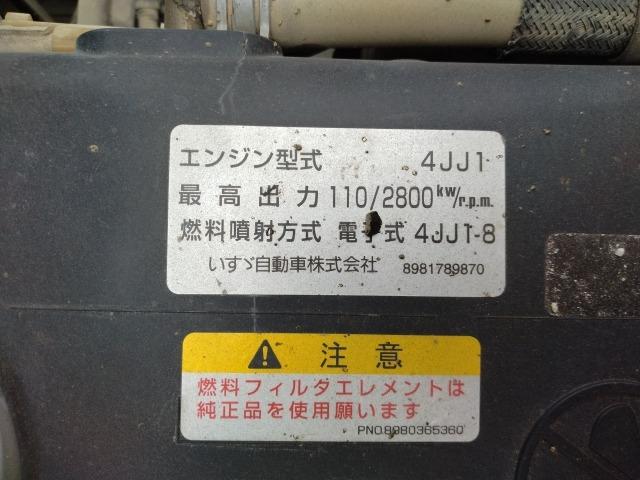 エンジン型式 4JJ1
最高出力 110/2800kW/r.p.m.
燃料噴射方式 電子式 4JJ1-8
いすゞ自動車株式会社 8981789870
注意
燃料フィルタエレメントは
純正品を使用願います
PNO.8980365360